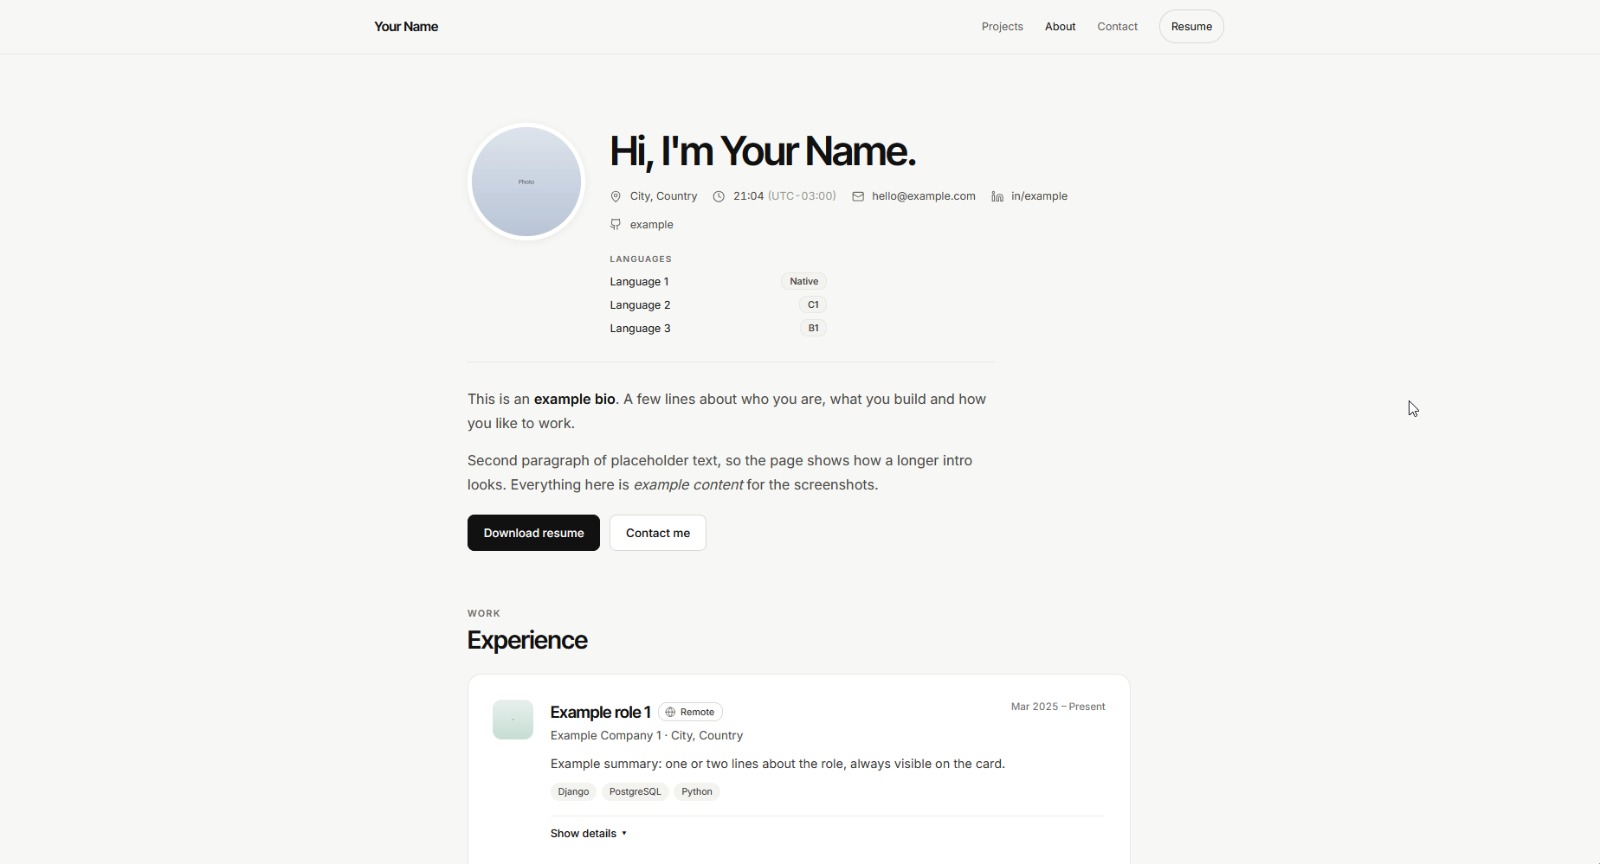 Your Name
Projects About Contact Resume
Photo
Hi, I'm Your Name.
City, Country 21:04 (UTC−03:00) hello@example.com in/example
example
LANGUAGES
Language 1 Native
Language 2 C1
Language 3 B1
This is an example bio. A few lines about who you are, what you build and how
you like to work.
Second paragraph of placeholder text, so the page shows how a longer intro
looks. Everything here is example content for the screenshots.
Download resume Contact me
WORK
Experience
Example role 1 Remote Mar 2025 – Present
Example Company 1 · City, Country
Example summary: one or two lines about the role, always visible on the card.
Django PostgreSQL Python
Show details ▾